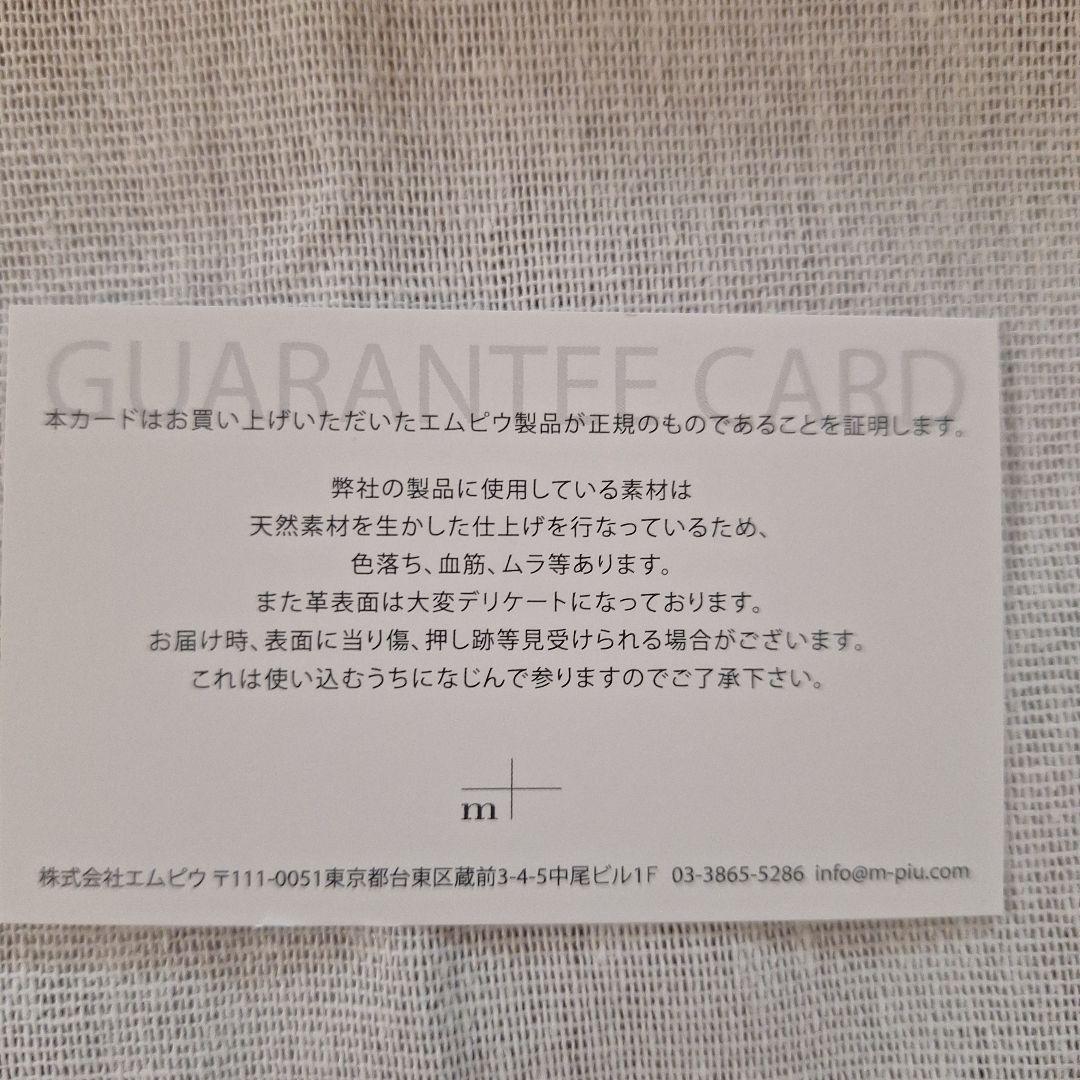 GUARANTEE CARD
本カードはお買い上げいただいたエムピウ製品が正規のものであることを証明します。
弊社の製品に使用している素材は
天然素材を生かした仕上げを行なっているため、
色落ち、血筋、ムラ等あります。
また革表面は大変デリケートになっております。
お届け時、表面に当り傷、押し跡等見受けられる場合がございます。
これは使い込むうちになじんで参りますのでご了承下さい。
m+
株式会社エムピウ 〒111-0051東京都台東区蔵前3-4-5中尾ビル1F 03-3865-5286 info@m-piu.com